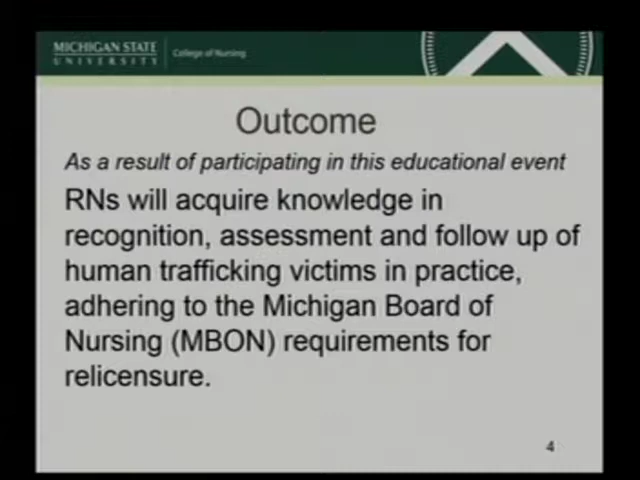 MICHIGAN STATE
UNIVERSITY
College of Nursing
Outcome
As a result of participating in this educational event
RNs will acquire knowledge in
recognition, assessment and follow up of
human trafficking victims in practice,
adhering to the Michigan Board of
Nursing (MBON) requirements for
relicensure.
4